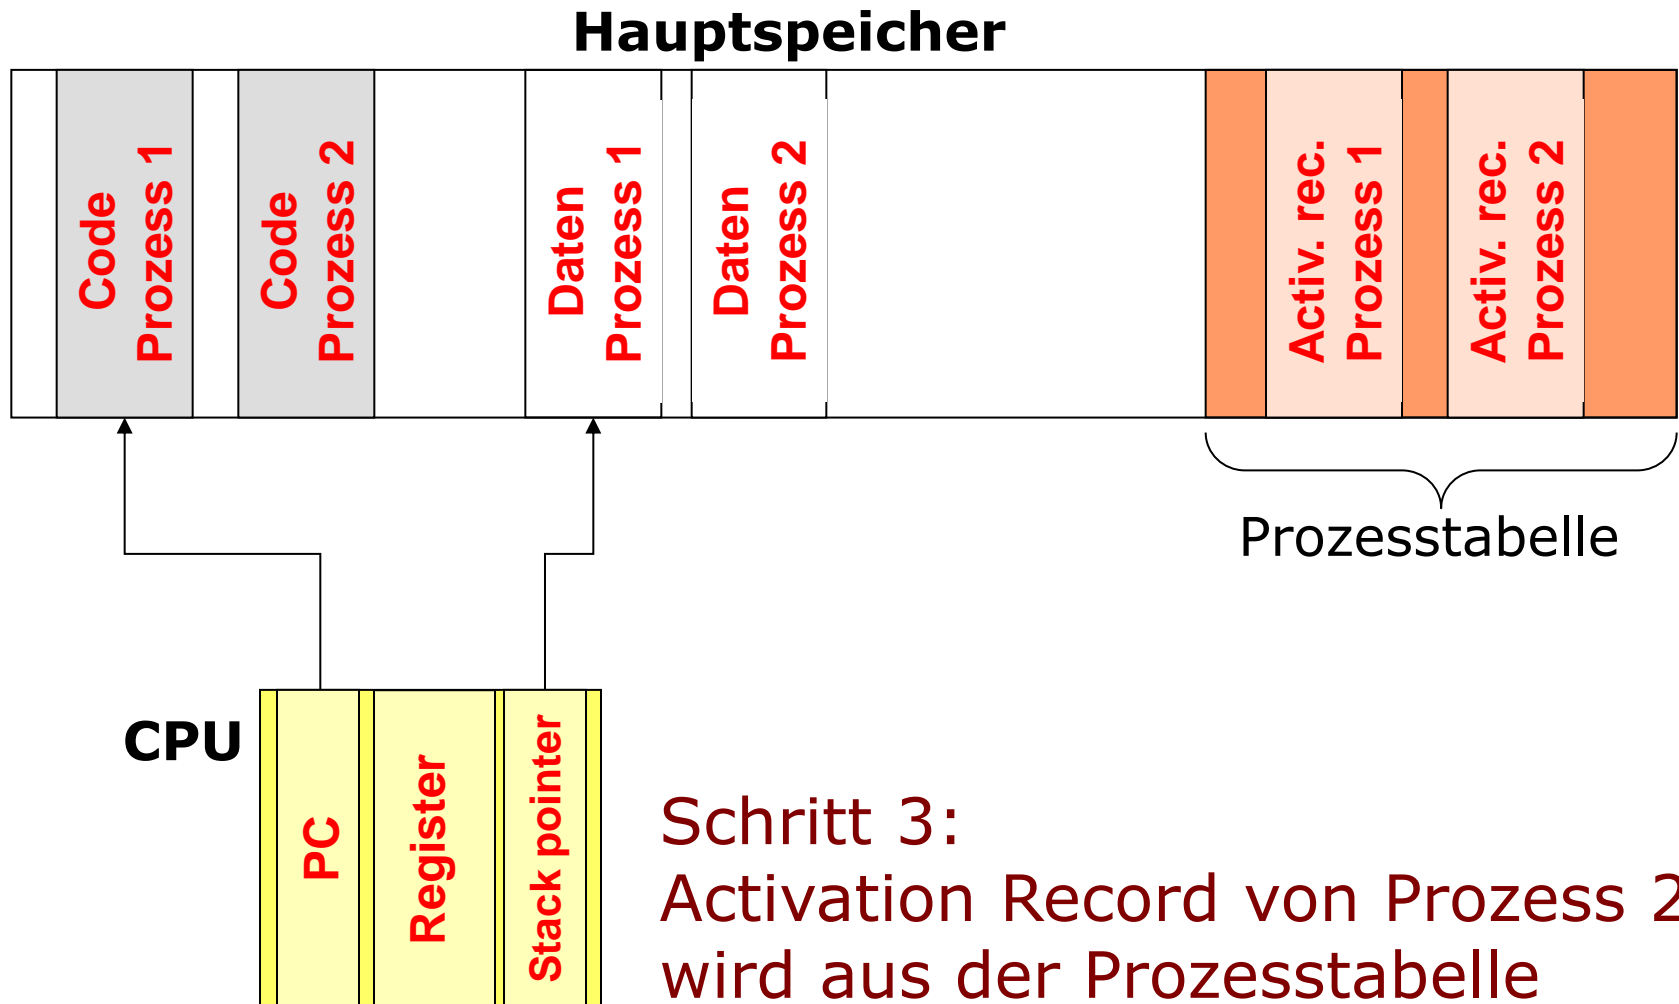 Hauptspeicher
Code
Prozess 1
Code
Prozess 2
Daten
Prozess 1
Daten
Prozess 2
Activ. rec.
Prozess 1
Activ. rec.
Prozess 2
Prozesstabelle
CPU
PC
Register
Stack pointer
Schritt 3:
Activation Record von Prozess 2
wird aus der Prozesstabelle